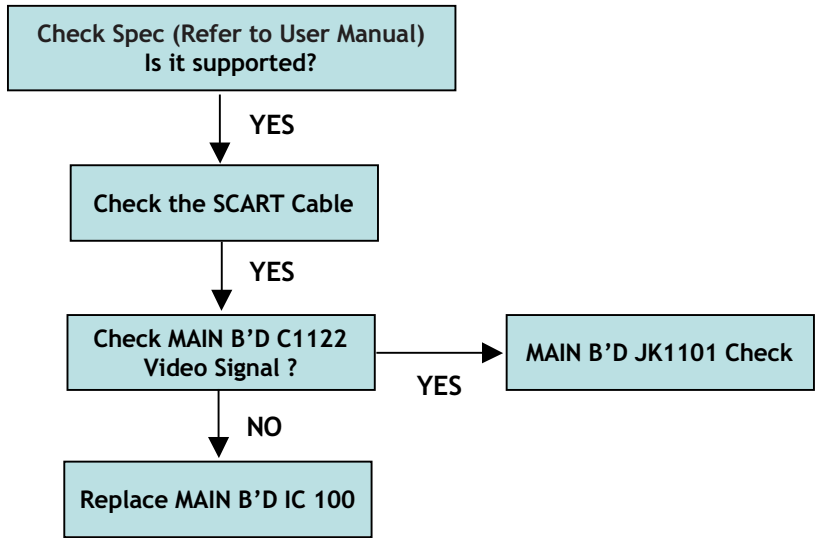 Check Spec (Refer to User Manual)
Is it supported?
YES
Check the SCART Cable
YES
Check MAIN B’D C1122
Video Signal ?
YES
MAIN B’D JK1101 Check
NO
Replace MAIN B’D IC 100